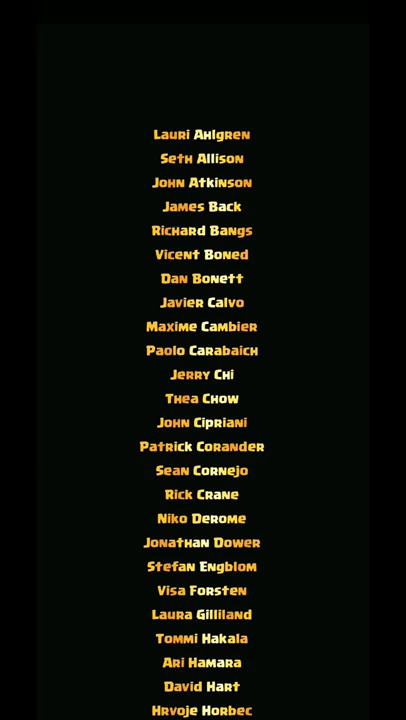 Lauri Ahlgren
Seth Allison
John Atkinson
James Back
Richard Bangs
Vicent Boned
Dan Bonett
Javier Calvo
Maxime Cambier
Paolo Carabaich
Jerry Chi
Thea Chow
John Cipriani
Patrick Corander
Sean Cornejo
Rick Crane
Niko Derome
Jonathan Dower
Stefan Engblom
Visa Forsten
Laura Gilliland
Tommi Hakala
Ari Hamara
David Hart
Hrvoje Horbec